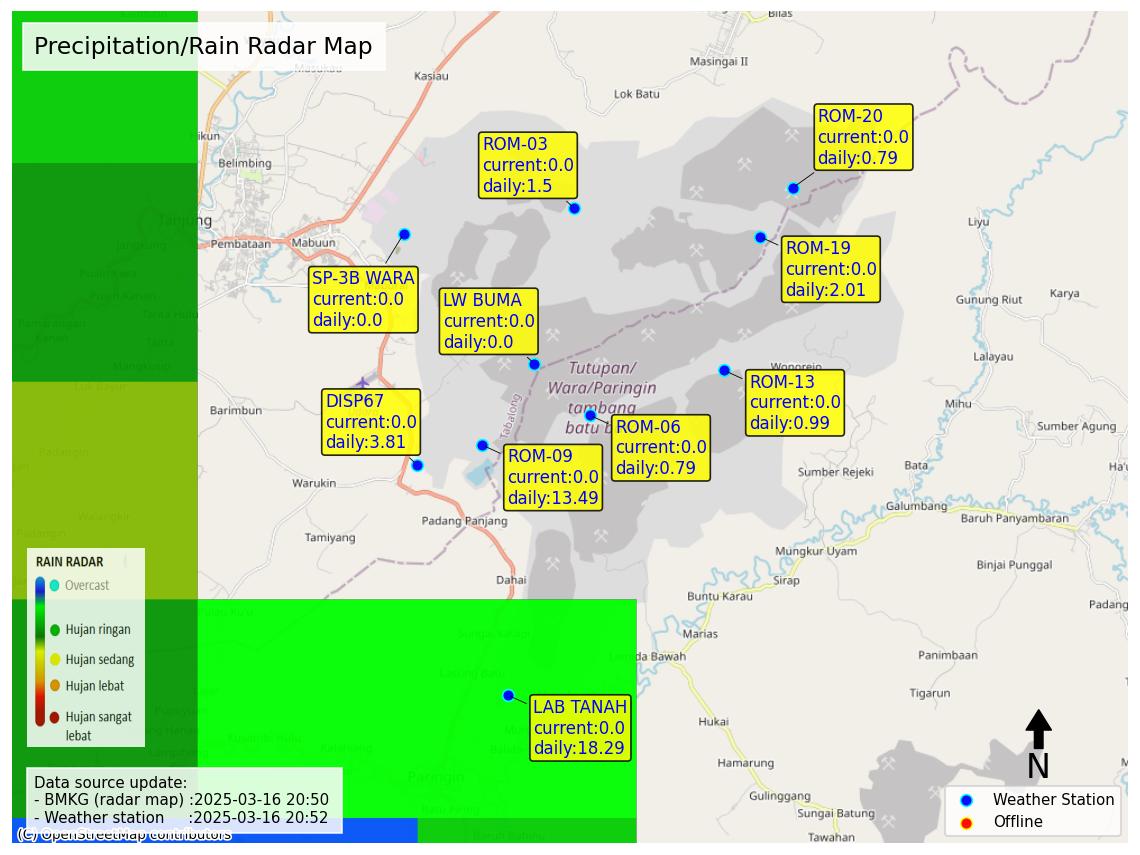 Precipitation/Rain Radar Map
Bilas
Masingai II
Kasiau
Lok Batu
Hikun
Belimbing
Tanjung
Pembataan
Mabuun
ROM-03
current:0.0
daily:1.5
ROM-20
current:0.0
daily:0.79
Liyu
ROM-19
current:0.0
daily:2.01
SP-3B WARA
current:0.0
daily:0.0
LW BUMA
current:0.0
daily:0.0
Gunung Riut
Karya
Lalayau
Tutupan/
Wara/Paringin
tambang
batu b
Wonorejo
ROM-13
current:0.0
daily:0.99
DISP67
current:0.0
daily:3.81
Barimbun
Tabalong
ROM-06
current:0.0
daily:0.79
ROM-09
current:0.0
daily:13.49
Mihu
Sumber Agung
Bata
Ha'u
Sumber Rejeki
Warukin
Galumbang
Baruh Panyambaran
Padang Panjang
Tamiyang
Mungkur Uyam
Binjai Punggal
Dahai
Sirap
Buntu Karau
Padang
Marias
Panimbaan
Tigarun
Hukai
Hamarung
Gulinggang
Sungai Batung
Tawahan
RAIN RADAR
Overcast
Hujan ringan
Hujan sedang
Hujan lebat
Hujan sangat
lebat
Sungai Ketapi
Lasung Batu
LAB TANAH
current:0.0
daily:18.29
Paringin
Data source update:
- BMKG (radar map) :2025-03-16 20:50
- Weather station :2025-03-16 20:52
(C) OpenStreetMap contributors
N
Weather Station
Offline